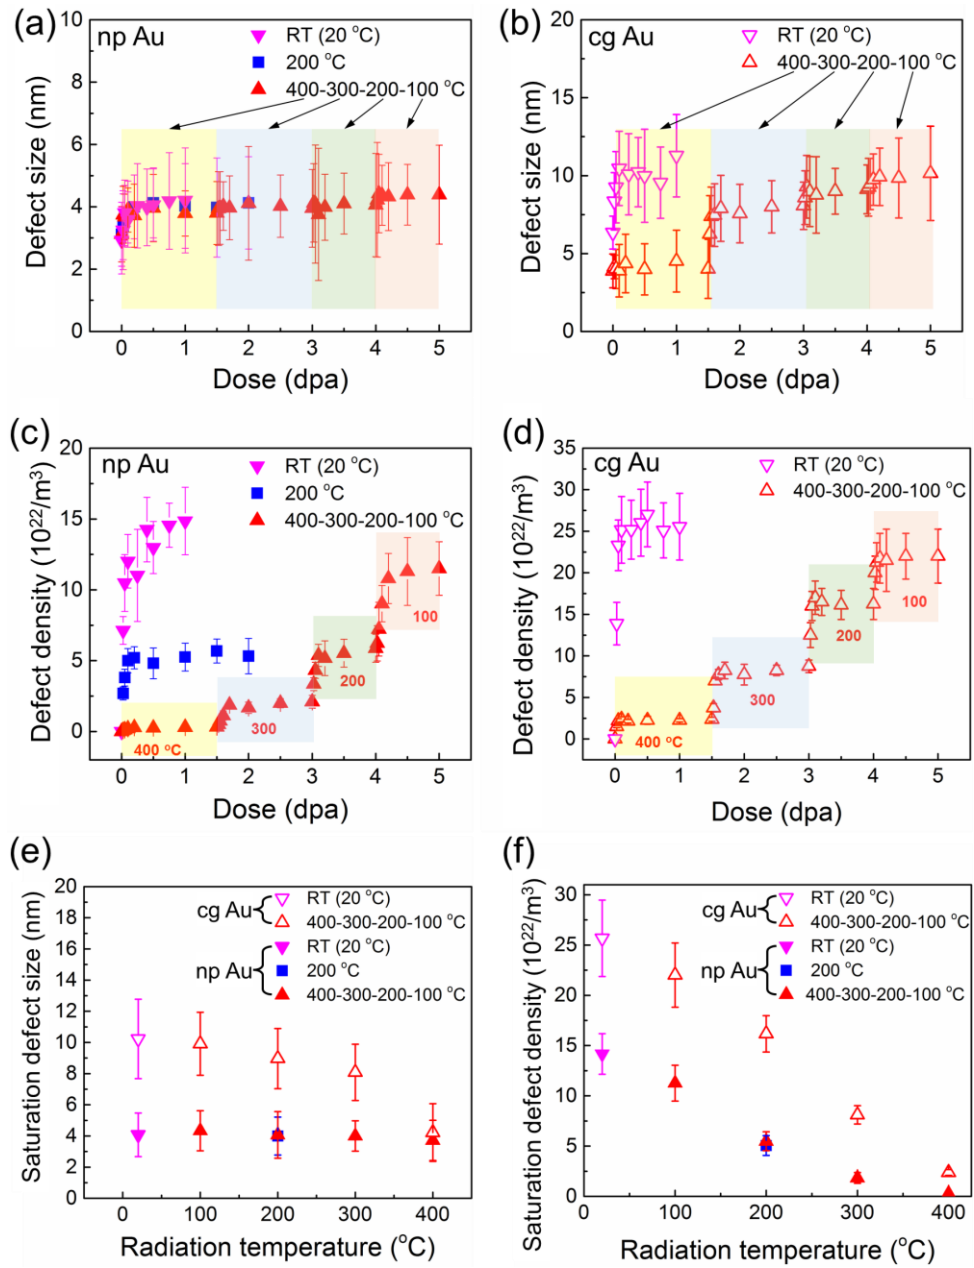 (a)
np Au
RT (20 °C)
200 °C
400-300-200-100 °C
Defect size (nm)
10
8
6
4
2
0
0 1 2 3 4 5
Dose (dpa)
(b)
cg Au
RT (20 °C)
400-300-200-100 °C
Defect size (nm)
20
15
10
5
0
0 1 2 3 4 5
Dose (dpa)
(c)
np Au
RT (20 °C)
200 °C
400-300-200-100 °C
Defect density (10²²/m³)
20
15
10
5
0
400 °C
300
200
100
0 1 2 3 4 5
Dose (dpa)
(d)
cg Au
RT (20 °C)
400-300-200-100 °C
Defect density (10²²/m³)
35
30
25
20
15
10
5
0
400 °C
300
200
100
0 1 2 3 4 5
Dose (dpa)
(e)
cg Au
RT (20 °C)
400-300-200-100 °C
np Au
RT (20 °C)
200 °C
400-300-200-100 °C
Saturation defect size (nm)
20
18
16
14
12
10
8
6
4
2
0
0 100 200 300 400
Radiation temperature (°C)
(f)
cg Au
RT (20 °C)
400-300-200-100 °C
np Au
RT (20 °C)
200 °C
400-300-200-100 °C
Saturation defect density (10²²/m³)
30
25
20
15
10
5
0
0 100 200 300 400
Radiation temperature (°C)